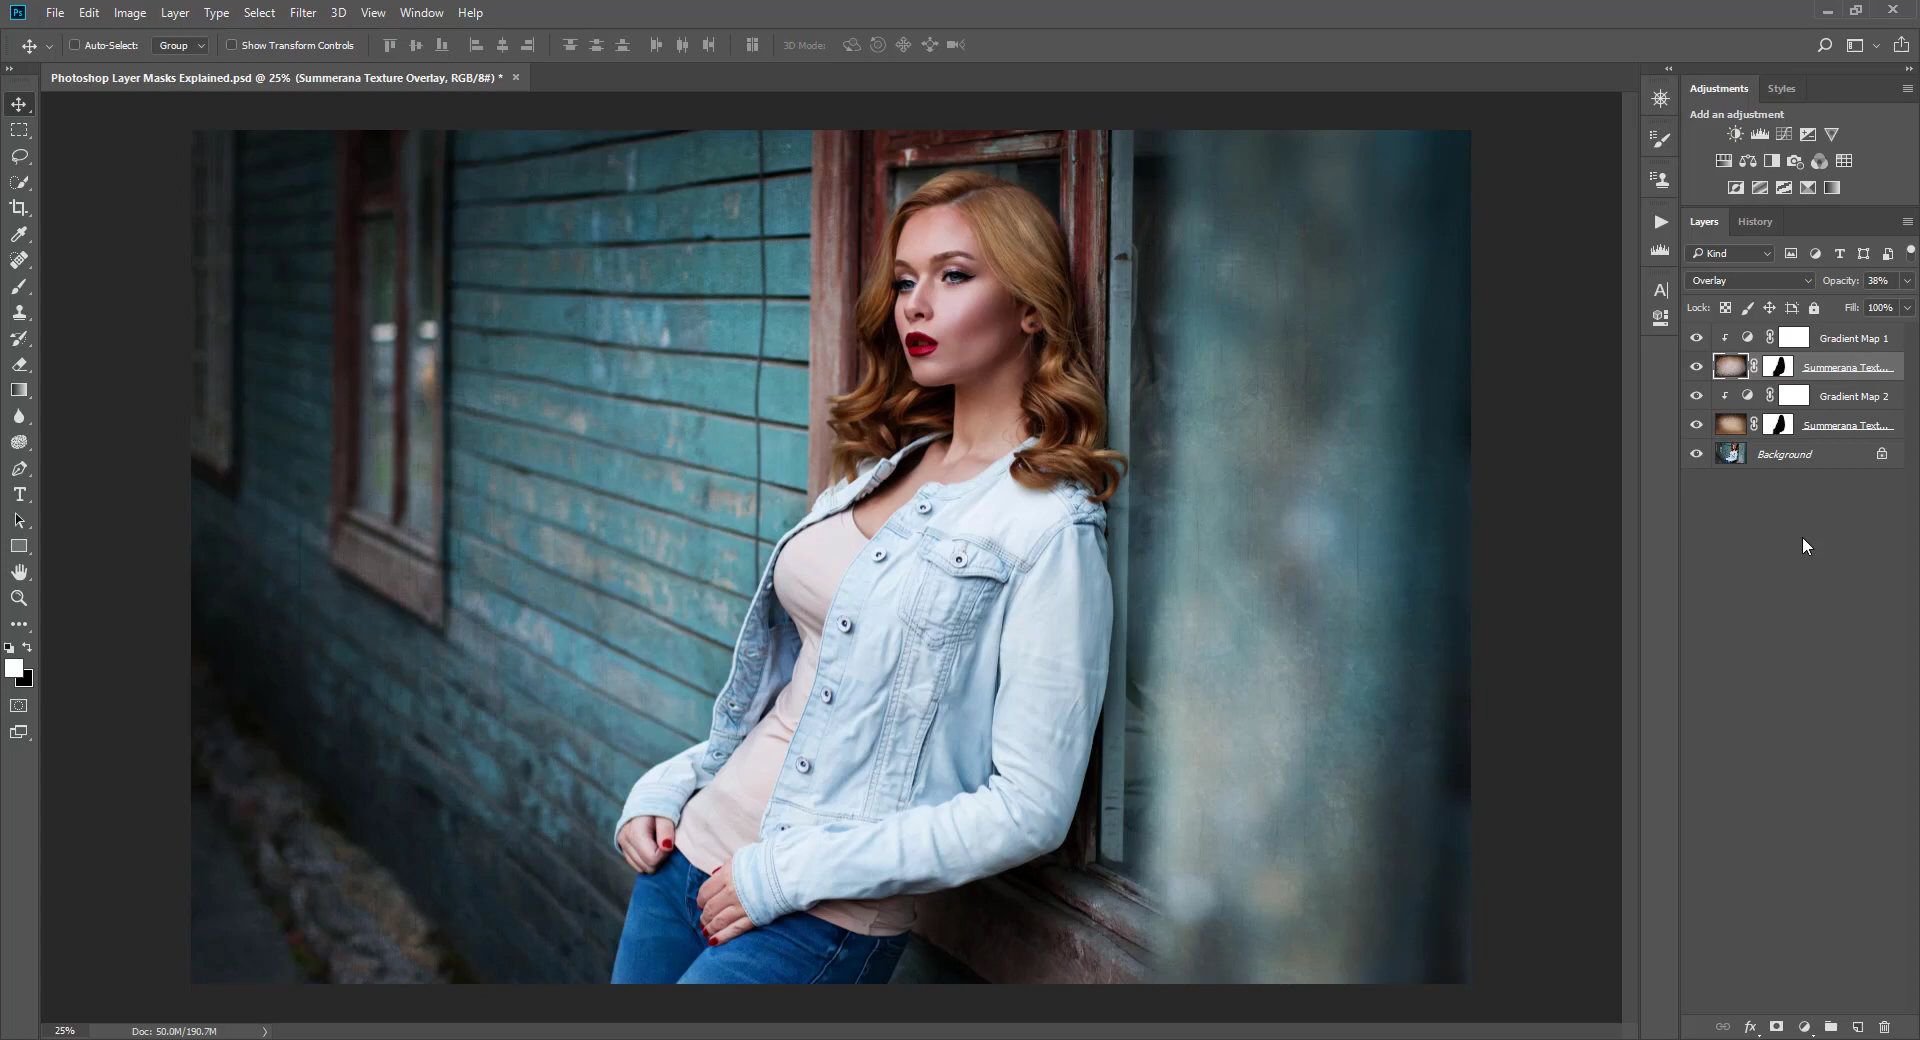 Ps File Edit Image Layer Type Select Filter 3D View Window Help
Auto-Select: Group Show Transform Controls 3D Mode:
Photoshop Layer Masks Explained.psd @ 25% (Summerana Texture Overlay, RGB/8#) * ×
Adjustments Styles
Add an adjustment
Layers History
Kind
Overlay Opacity: 38%
Lock: Fill: 100%
Gradient Map 1
Summerana Text...
Gradient Map 2
Summerana Text...
Background
25% Doc: 50.0M/190.7M